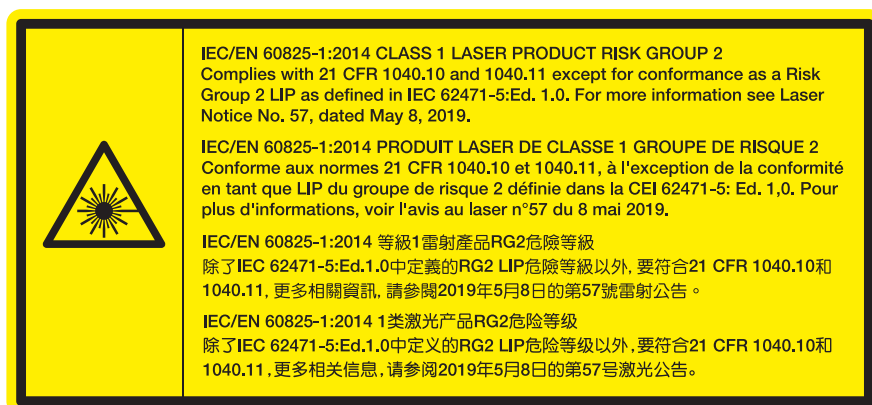 IEC/EN 60825-1:2014 CLASS 1 LASER PRODUCT RISK GROUP 2
Complies with 21 CFR 1040.10 and 1040.11 except for conformance as a Risk
Group 2 LIP as defined in IEC 62471-5:Ed. 1.0. For more information see Laser
Notice No. 57, dated May 8, 2019.
IEC/EN 60825-1:2014 PRODUIT LASER DE CLASSE 1 GROUPE DE RISQUE 2
Conforme aux normes 21 CFR 1040.10 et 1040.11, à l'exception de la conformité
en tant que LIP du groupe de risque 2 définie dans la CEI 62471-5: Ed. 1,0. Pour
plus d'informations, voir l'avis au laser n°57 du 8 mai 2019.
IEC/EN 60825-1:2014 等級1雷射產品RG2危險等級
除了IEC 62471-5:Ed.1.0中定義的RG2 LIP危險等級以外, 要符合21 CFR 1040.10和
1040.11, 更多相關資訊, 請參閱2019年5月8日的第57號雷射公告。
IEC/EN 60825-1:2014 1类激光产品RG2危险等级
除了IEC 62471-5:Ed.1.0中定义的RG2 LIP危险等级以外,要符合21 CFR 1040.10和
1040.11,更多相关信息,请参阅2019年5月8日的第57号激光公告。